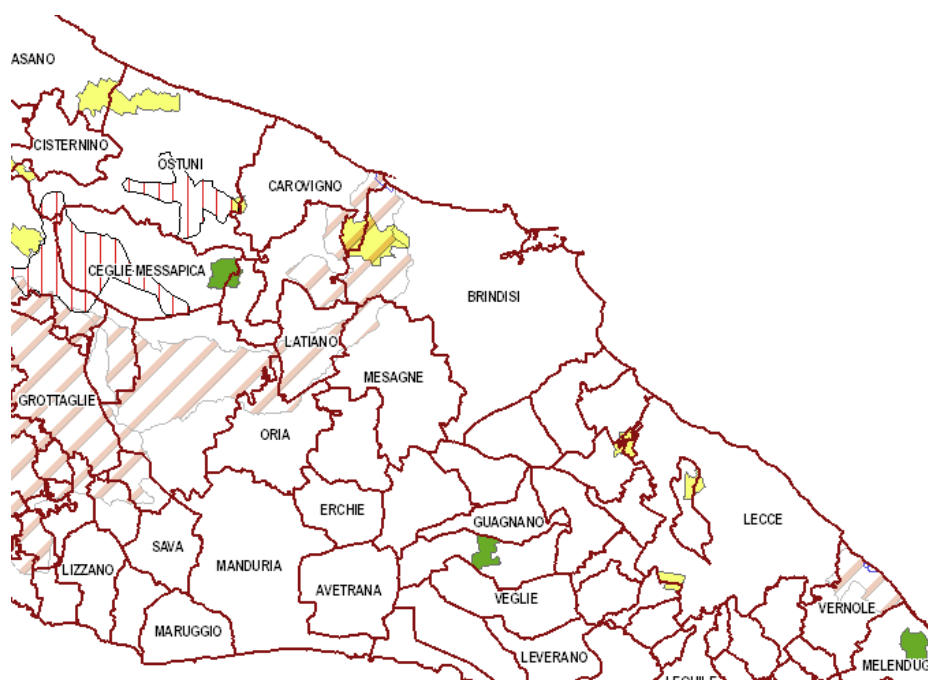 ASANO
CISTERNINO
OSTUNI
CAROVIGNO
CEGLIE MESSAPICA
BRINDISI
LATIANO
MESAGNE
GROTTAGLIE
ORIA
ERCHIE
GUAGNANO
LECCE
SAVA
LIZZANO
MANDURIA
AVETRANA
VEGLIE
VERNOLE
MARUGGIO
LEVERANO
MELENDUG